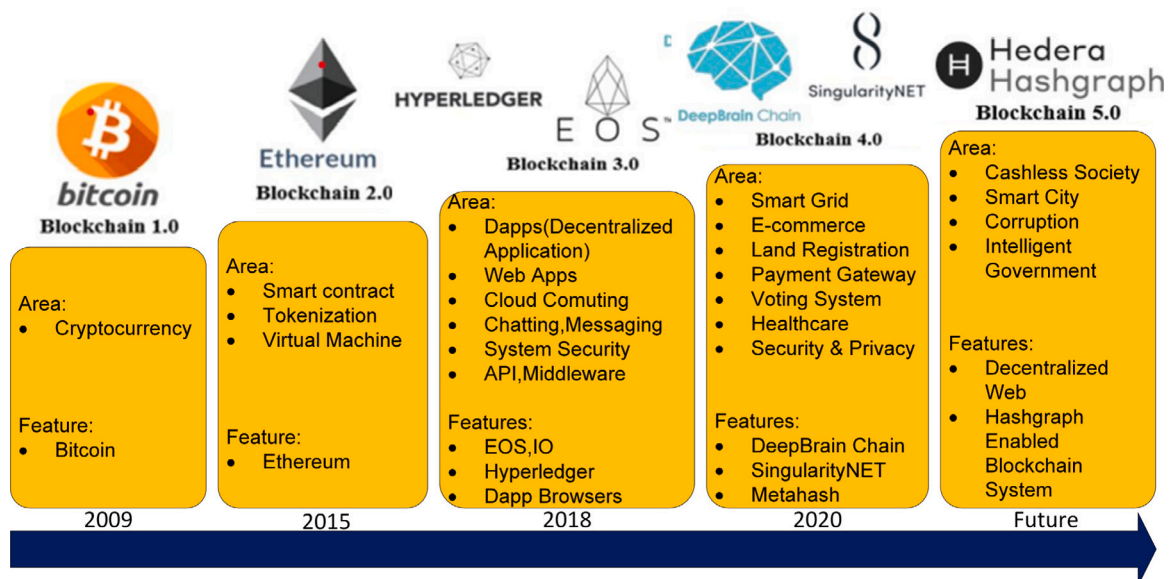 bitcoin
Blockchain 1.0
Area:
Cryptocurrency
Feature:
Bitcoin
2009
Ethereum
Blockchain 2.0
Area:
Smart contract
Tokenization
Virtual Machine
Feature:
Ethereum
2015
HYPERLEDGER
E O S
Blockchain 3.0
Area:
Dapps(Decentralized
Application)
Web Apps
Cloud Comuting
Chatting,Messaging
System Security
API,Middleware
Features:
EOS,IO
Hyperledger
Dapp Browsers
2018
DeepBrain Chain
SingularityNET
Blockchain 4.0
Area:
Smart Grid
E-commerce
Land Registration
Payment Gateway
Voting System
Healthcare
Security & Privacy
Features:
DeepBrain Chain
SingularityNET
Metahash
2020
Hedera
Hashgraph
Blockchain 5.0
Area:
Cashless Society
Smart City
Corruption
Intelligent
Government
Features:
Decentralized
Web
Hashgraph
Enabled
Blockchain
System
Future